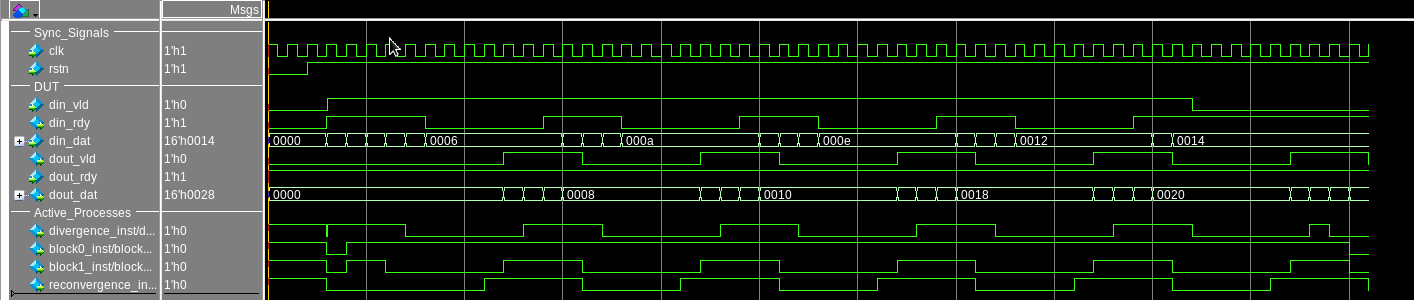 Msgs
Sync_Signals
clk 1'h1
rstn 1'h1
DUT
din_vld 1'h0
din_rdy 1'h1
din_dat 16'h0014 0000 0006 000a 000e 0012 0014
dout_vld 1'h0
dout_rdy 1'h1
dout_dat 16'h0028 0000 0008 0010 0018 0020
Active_Processes
divergence_inst/d... 1'h0
block0_inst/block... 1'h0
block1_inst/block... 1'h0
reconvergence_in... 1'h0